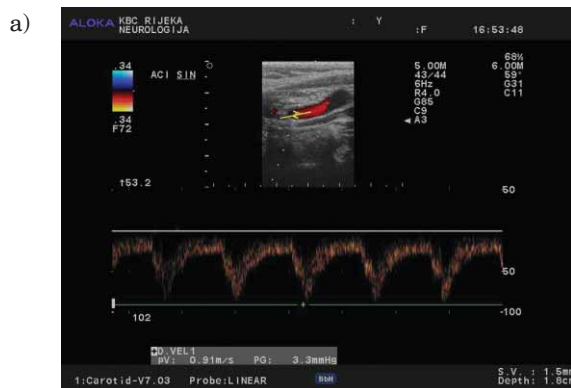 a)
ALOKA KBC RIJEKA
NEUROLOGIJA
: Y
:F 16:53:48
.34
.34
F72
ACI SIN
68%
5.00M 6.00M
43/44 59°
6Hz G31
R4.0 C11
G85
C9
A3
↑53.2
50
-50
-100
102
D.VEL1
pV: 0.91m/s PG: 3.3mmHg
1:Carotid-V7.03 Probe:LINEAR BbH
S.V. : 1.5mm
Depth: 1.8cm